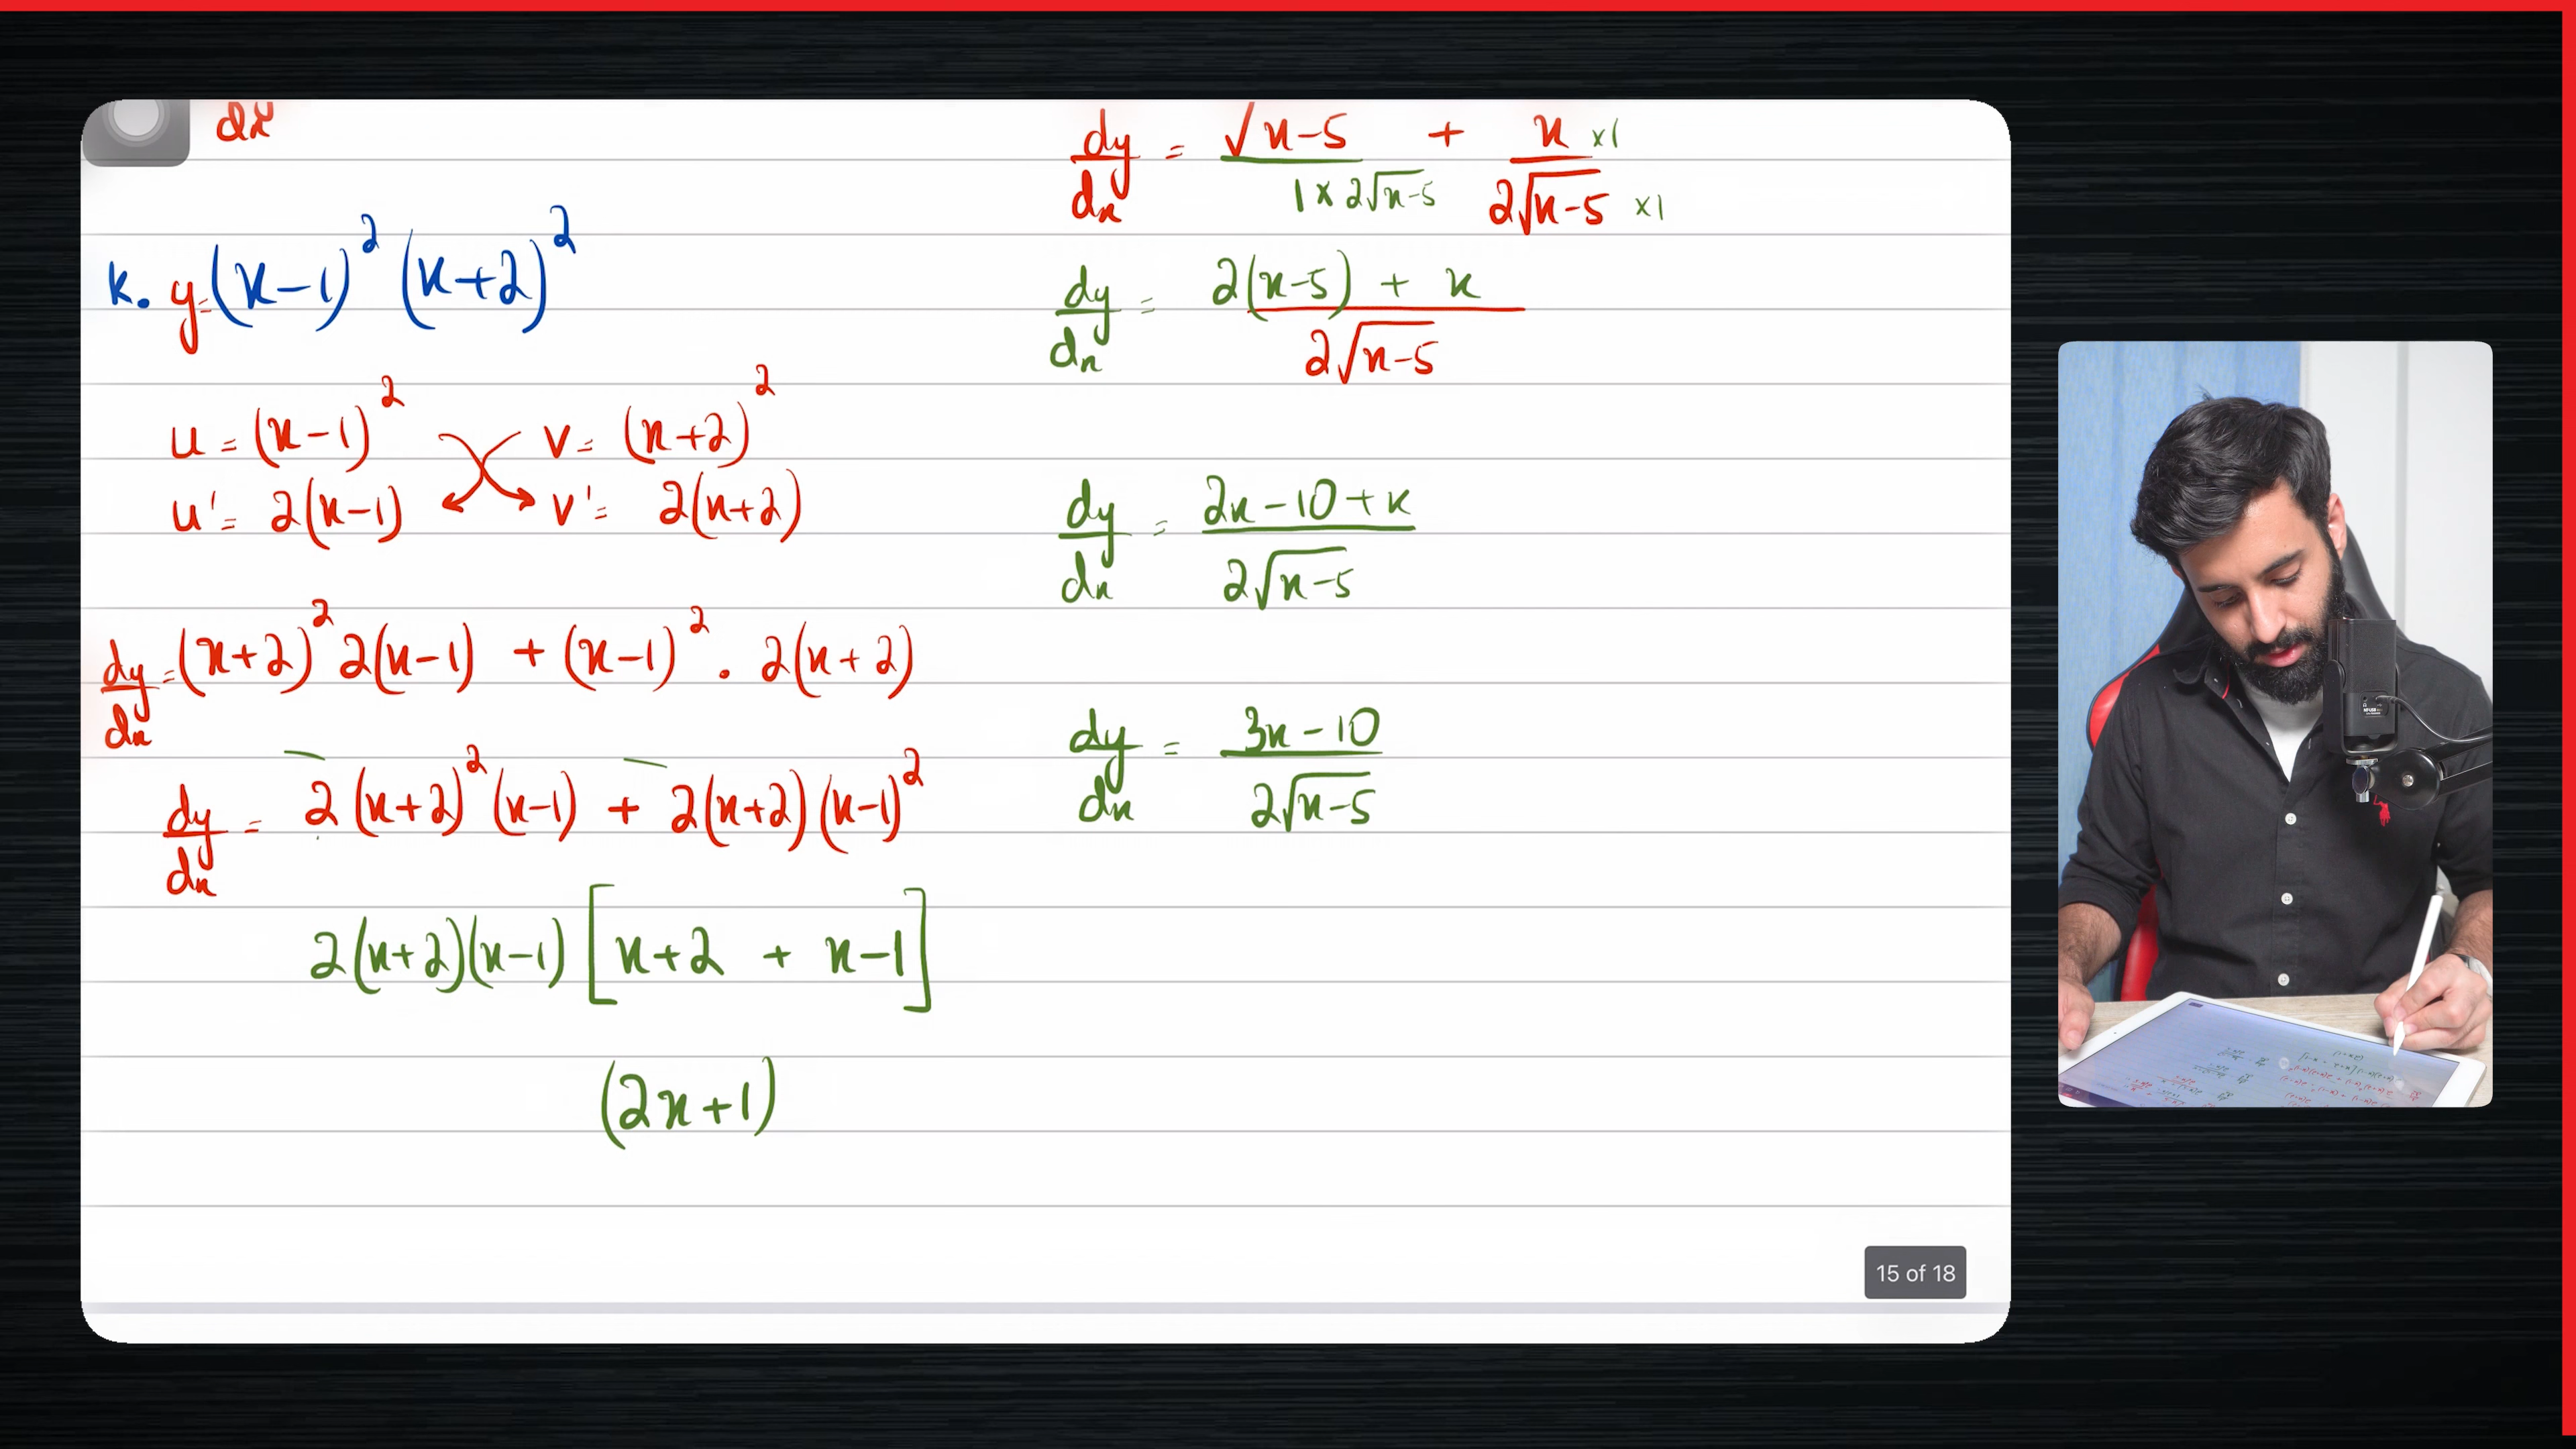 dx
k. y=(x-1)² (x+2)²
u = (x-1)² v = (x+2)²
u' = 2(x-1) v' = 2(x+2)
dy/dx = (x+2)² 2(x-1) + (x-1)² . 2(x+2)
dy/dx = 2(x+2)²(x-1) + 2(x+2)(x-1)²
2(x+2)(x-1)[x+2 + x-1]
(2x+1)
dy/dx = √x-5 / 1 × 2√x-5 + x ×1 / 2√x-5 ×1
dy/dx = 2(x-5) + x / 2√x-5
dy/dx = 2x-10+x / 2√x-5
dy/dx = 3x-10 / 2√x-5
15 of 18